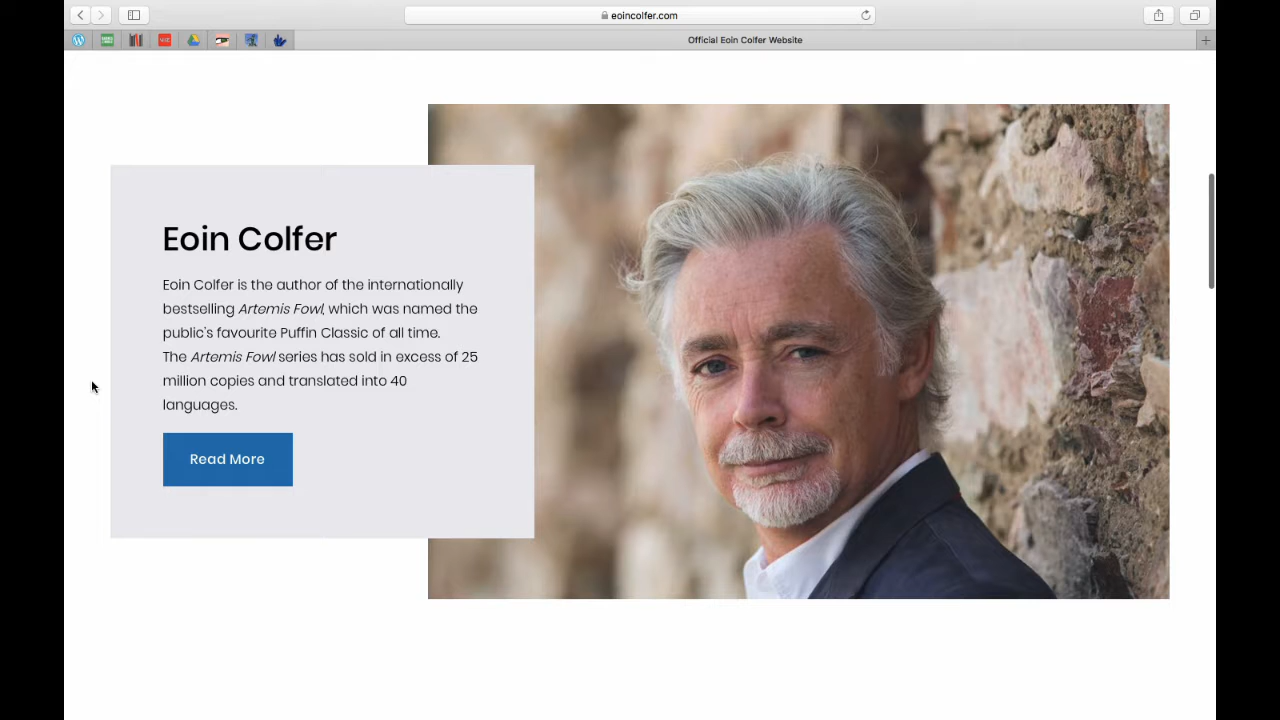 eoincolfer.com
Official Eoin Colfer Website
Eoin Colfer
Eoin Colfer is the author of the internationally
bestselling Artemis Fowl, which was named the
public's favourite Puffin Classic of all time.
The Artemis Fowl series has sold in excess of 25
million copies and translated into 40
languages.
Read More